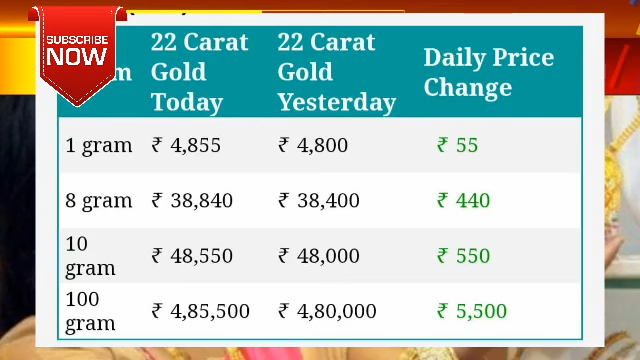 SUBSCRIBE
NOW
22 Carat
Gold
Today
22 Carat
Gold
Yesterday
Daily Price
Change
1 gram ₹ 4,855 ₹ 4,800 ₹ 55
8 gram ₹ 38,840 ₹ 38,400 ₹ 440
10
gram ₹ 48,550 ₹ 48,000 ₹ 550
100
gram ₹ 4,85,500 ₹ 4,80,000 ₹ 5,500